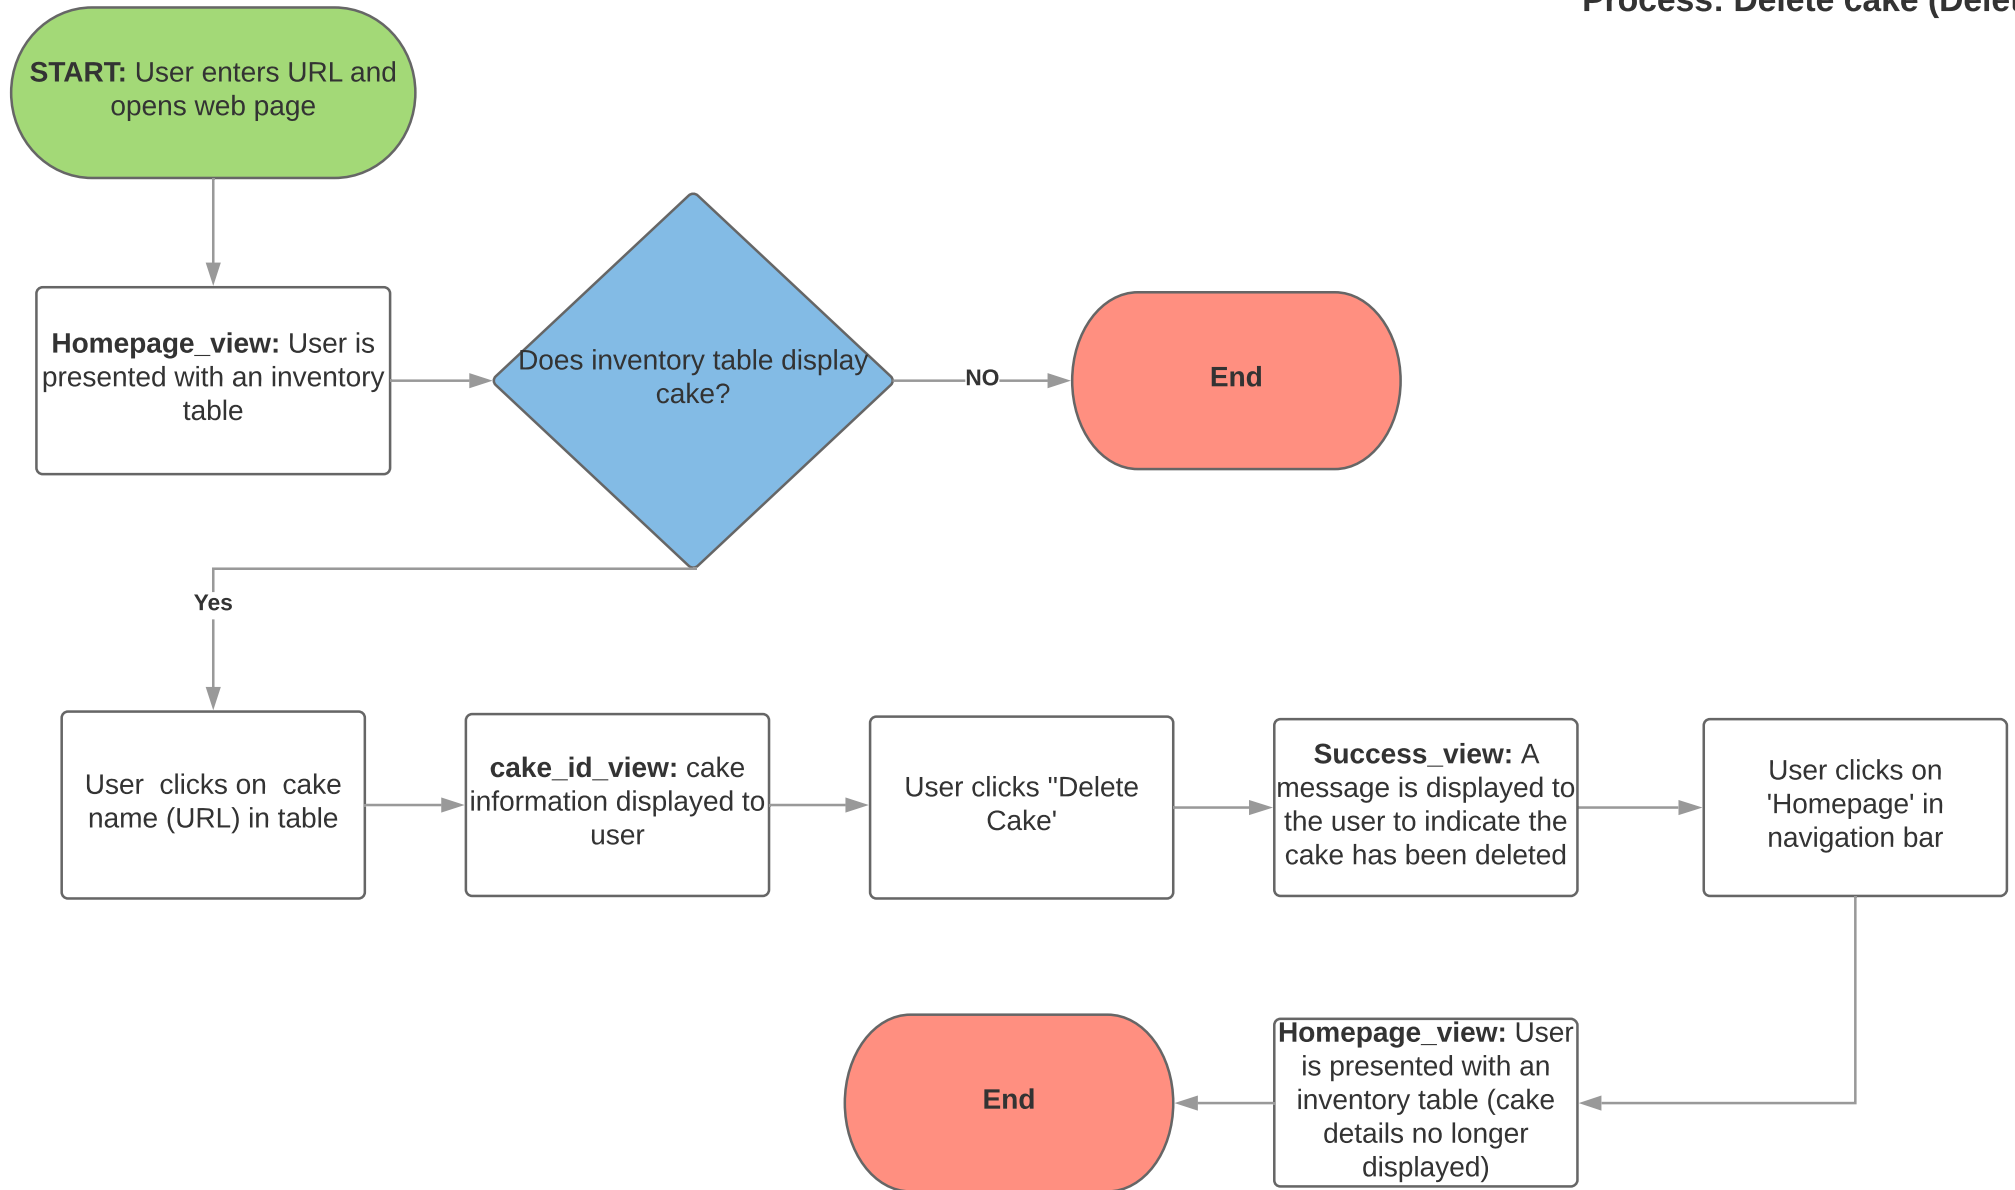 Process: Delete cake (Delet
START: User enters URL and
opens web page
Homepage_view: User is
presented with an inventory
table
Does inventory table display
cake?
NO
End
Yes
User  clicks on  cake
name (URL) in table
cake_id_view: cake
information displayed to
user
User clicks "Delete
Cake'
Success_view: A
message is displayed to
the user to indicate the
cake has been deleted
User clicks on
'Homepage' in
navigation bar
Homepage_view: User
is presented with an
inventory table (cake
details no longer
displayed)
End